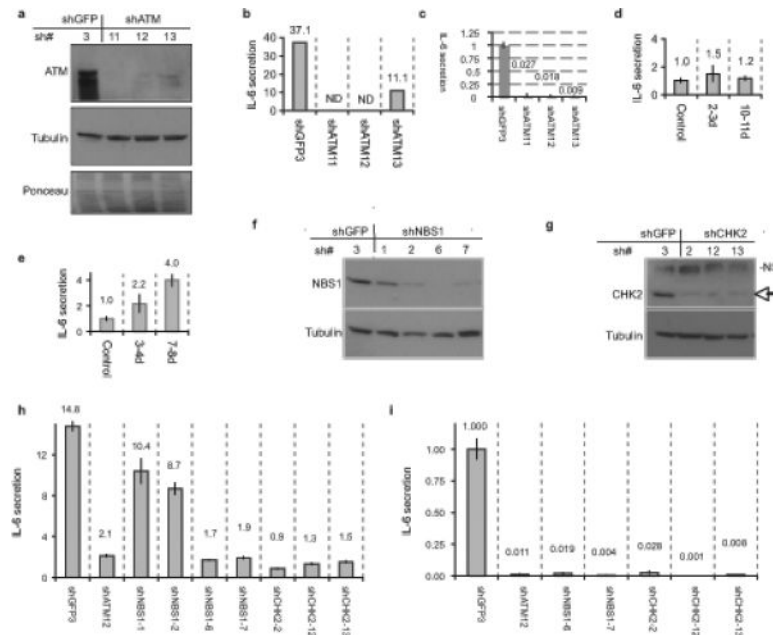 a
shGFP shATM
sh# 3 11 12 13
ATM
Tubulin
Ponceau
b
IL-6 secretion
40
30
20
10
0
37.1
ND
ND
11.1
shGFP3
shATM11
shATM12
shATM13
c
IL-6 secretion
1.25
1
0.75
0.5
0.25
0
0.027
0.018
0.009
shGFP3
shATM11
shATM12
shATM13
d
4
2
0
1.0
1.5
1.2
Control
2-3d
10-11d
e
IL-6 secretion
4
2
0
1.0
2.2
4.0
Control
3-4d
7-8d
f
shGFP shNBS1
sh# 3 1 2 6 7
NBS1
Tubulin
g
shGFP shCHK2
sh# 3 2 12 13
CHK2
Tubulin
h
IL-6 secretion
12
8
4
0
14.8
2.1
10.4
8.7
1.7
1.9
1.3
shGFP3
shATM12
shNBS1-1
shNBS1-2
shNBS1-6
shNBS1-7
shCHK2-2
shCHK2-12
shCHK2-13
i
IL-6 secretion
1.00
0.75
0.50
0.25
0.00
1.000
0.011
0.019
0.004
0.028
0.001
0.008
shGFP3
shATM12
shNBS1-6
shNBS1-7
shCHK2-2
shCHK2-12
shCHK2-13